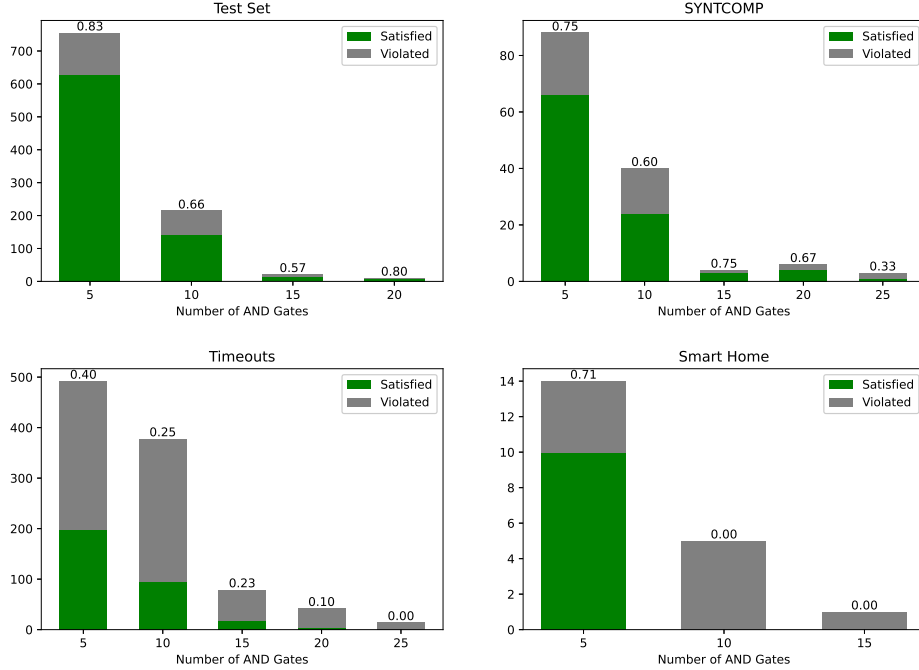 Test Set
0.83
0.66
0.57
0.80
Satisfied
Violated
700
600
500
400
300
200
100
0
5 10 15 20
Number of AND Gates
SYNTCOMP
0.75
0.60
0.75
0.67
0.33
Satisfied
Violated
80
60
40
20
0
5 10 15 20 25
Number of AND Gates
Timeouts
0.40
0.25
0.23
0.10
0.00
Satisfied
Violated
500
400
300
200
100
0
5 10 15 20 25
Number of AND Gates
Smart Home
0.71
0.00
0.00
Satisfied
Violated
14
12
10
8
6
4
2
0
5 10 15
Number of AND Gates